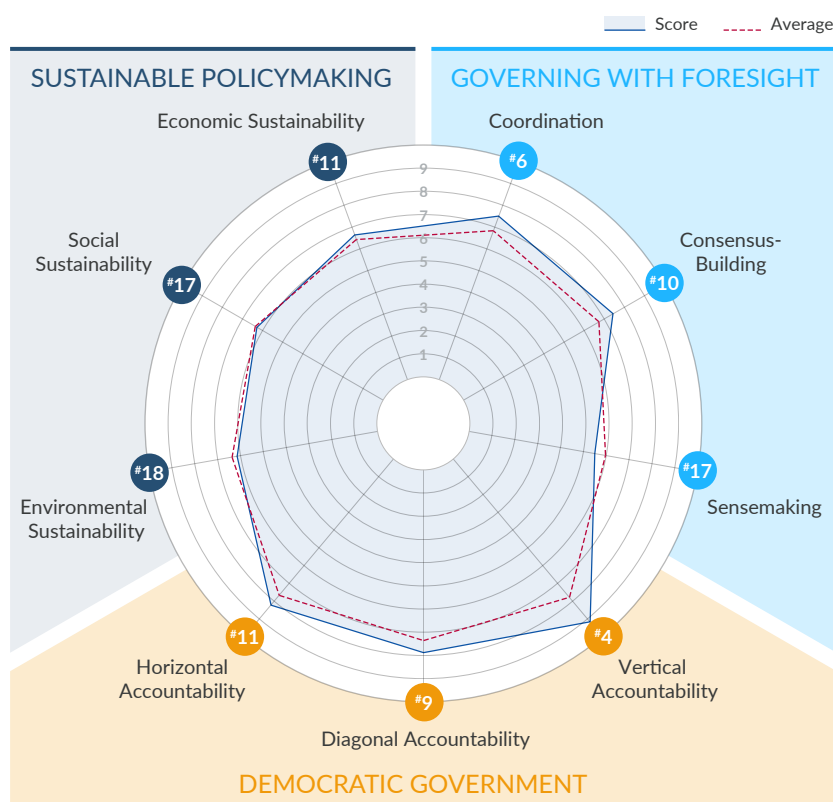 Score
Average
SUSTAINABLE POLICYMAKING
GOVERNING WITH FORESIGHT
Economic Sustainability
Coordination
#11
#6
9
8
7
6
5
4
3
2
1
Social
Sustainability
#17
Consensus-
Building
#10
#18
Environmental
Sustainability
#17
Sensemaking
#11
Horizontal
Accountability
#4
Vertical
Accountability
#9
Diagonal Accountability
DEMOCRATIC GOVERNMENT